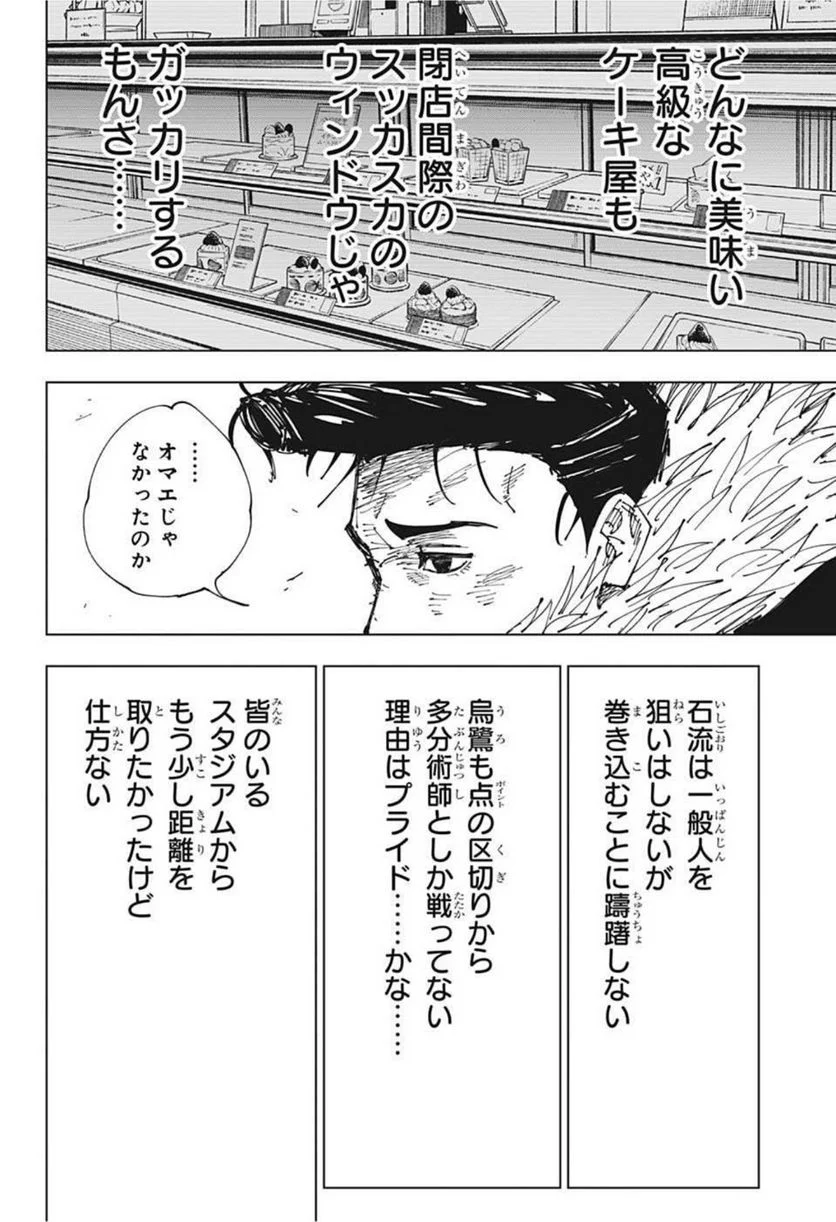 どんなに美味い
高級な
ケーキ屋も
閉店間際の
スッカスカの
ウィンドウじゃ
ガッカリする
もんさ………
……
オマエじゃ
なかったのか
石流は一般人を
狙いはしないが
巻き込むことに躊躇しない
烏鷺も点の区切りから
多分術師としか戦ってない
理由はプライド……かな……
皆のいる
スタジアムから
もう少し距離を
取りたかったけど
仕方ない